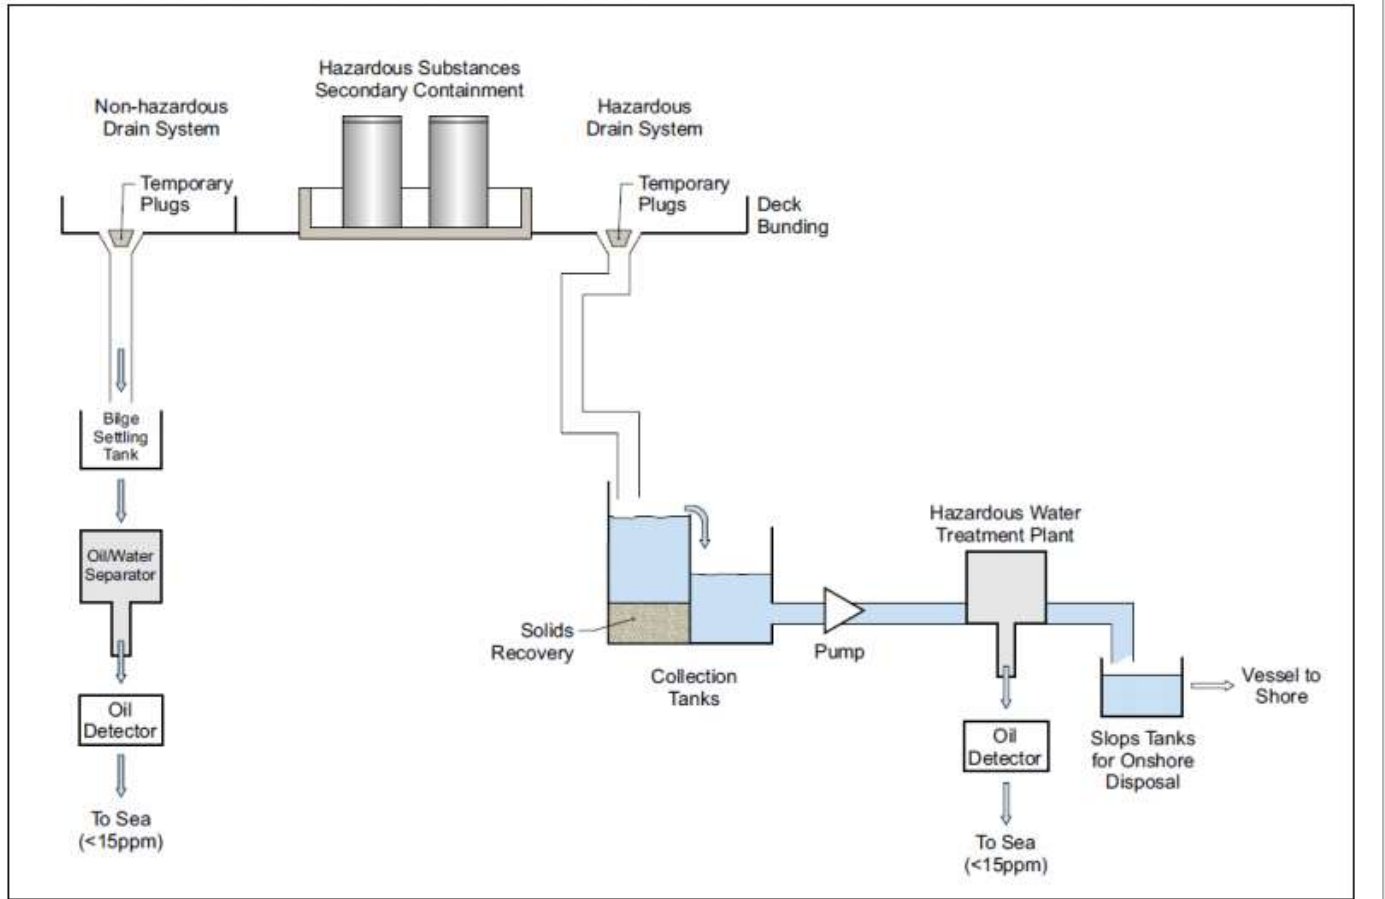 Hazardous Substances
Secondary Containment
Non-hazardous
Drain System
Hazardous
Drain System
Temporary
Plugs
Temporary
Plugs
Deck
Bunding
Bilge
Settling
Tank
Oil/Water
Separator
Oil
Detector
To Sea
(<15ppm)
Solids
Recovery
Collection
Tanks
Pump
Hazardous Water
Treatment Plant
Oil
Detector
To Sea
(<15ppm)
Slops Tanks
for Onshore
Disposal
Vessel to
Shore